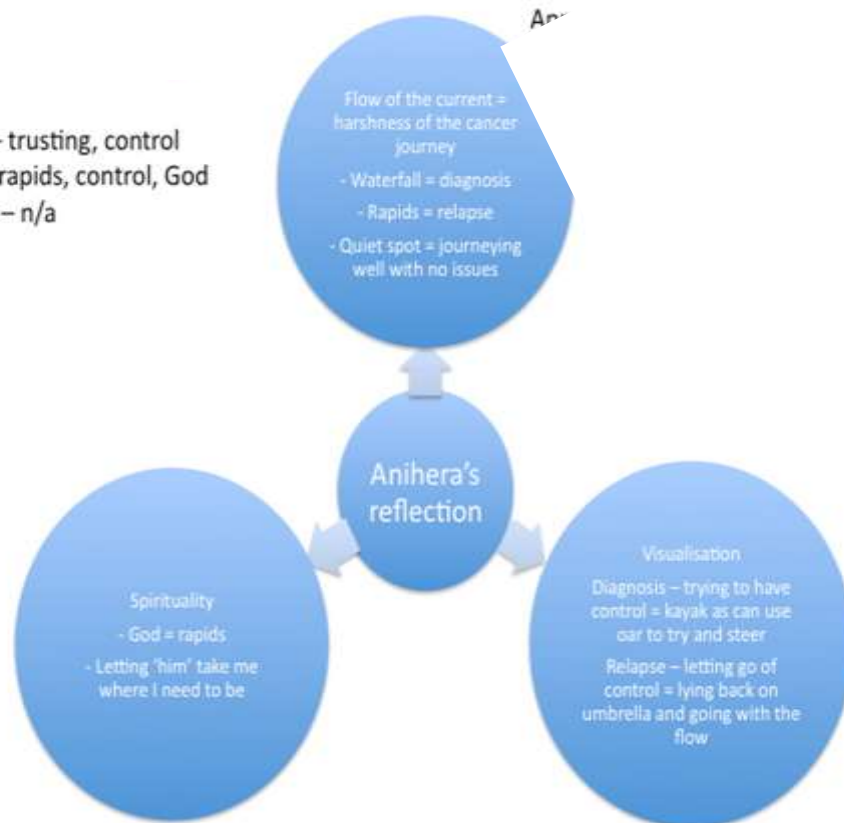 – trusting, control
rapids, control, God
– n/a
Flow of the current =
harshness of the cancer
journey
- Waterfall = diagnosis
- Rapids = relapse
- Quiet spot = journeying
well with no issues
Anihera’s
reflection
Spirituality
- God = rapids
- Letting ‘him’ take me
where I need to be
Visualisation
Diagnosis – trying to have
control = kayak as can use
oar to try and steer
Relapse – letting go of
control = lying back on
umbrella and going with the
flow